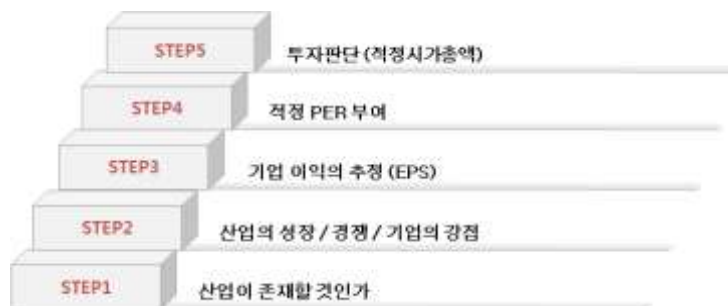 STEP5 투자판단 (적정시가총액)
STEP4 적정 PER 부여
STEP3 기업 이익의 추정 (EPS)
STEP2 산업의 성장 / 경쟁 / 기업의 강점
STEP1 산업이 존재할 것인가